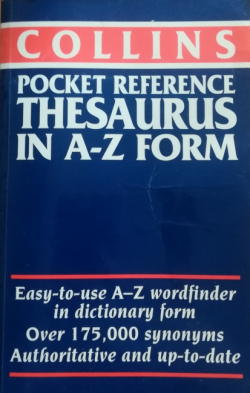 COLLINS
POCKET REFERENCE
THESAURUS
IN A-Z FORM
Easy-to-use A–Z wordfinder
in dictionary form
Over 175,000 synonyms
Authoritative and up-to-date